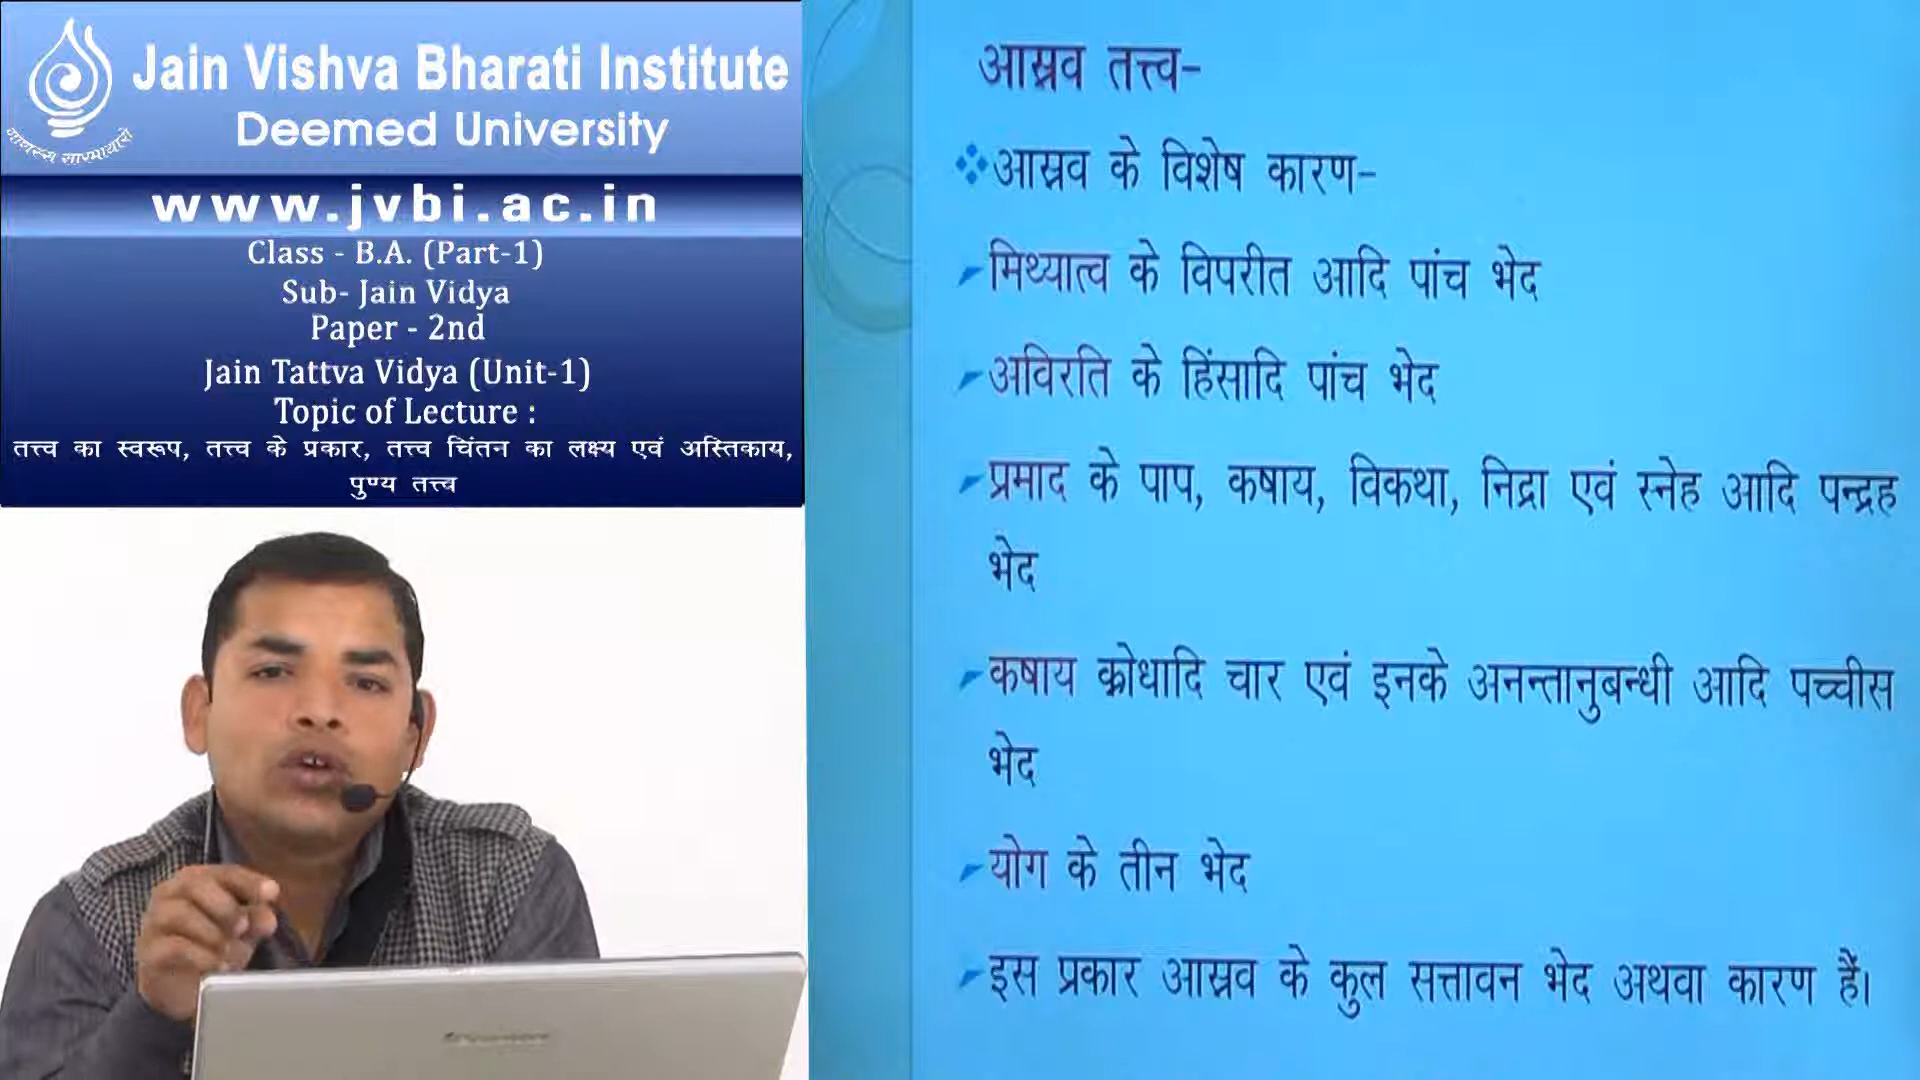 Jain Vishva Bharati Institute
Deemed University
www.jvbi.ac.in
Class - B.A. (Part-1)
Sub- Jain Vidya
Paper - 2nd
Jain Tattva Vidya (Unit-1)
Topic of Lecture :
तत्त्व का स्वरूप, तत्त्व के प्रकार, तत्त्व चिंतन का लक्ष्य एवं अस्तिकाय,
पुण्य तत्त्व
आस्रव तत्त्व-
आस्रव के विशेष कारण-
मिथ्यात्व के विपरीत आदि पांच भेद
अविरति के हिंसादि पांच भेद
प्रमाद के पाप, कषाय, विकथा, निद्रा एवं स्नेह आदि पन्द्रह
भेद
कषाय क्रोधादि चार एवं इनके अनन्तानुबन्धी आदि पच्चीस
भेद
योग के तीन भेद
इस प्रकार आस्रव के कुल सत्तावन भेद अथवा कारण हैं।